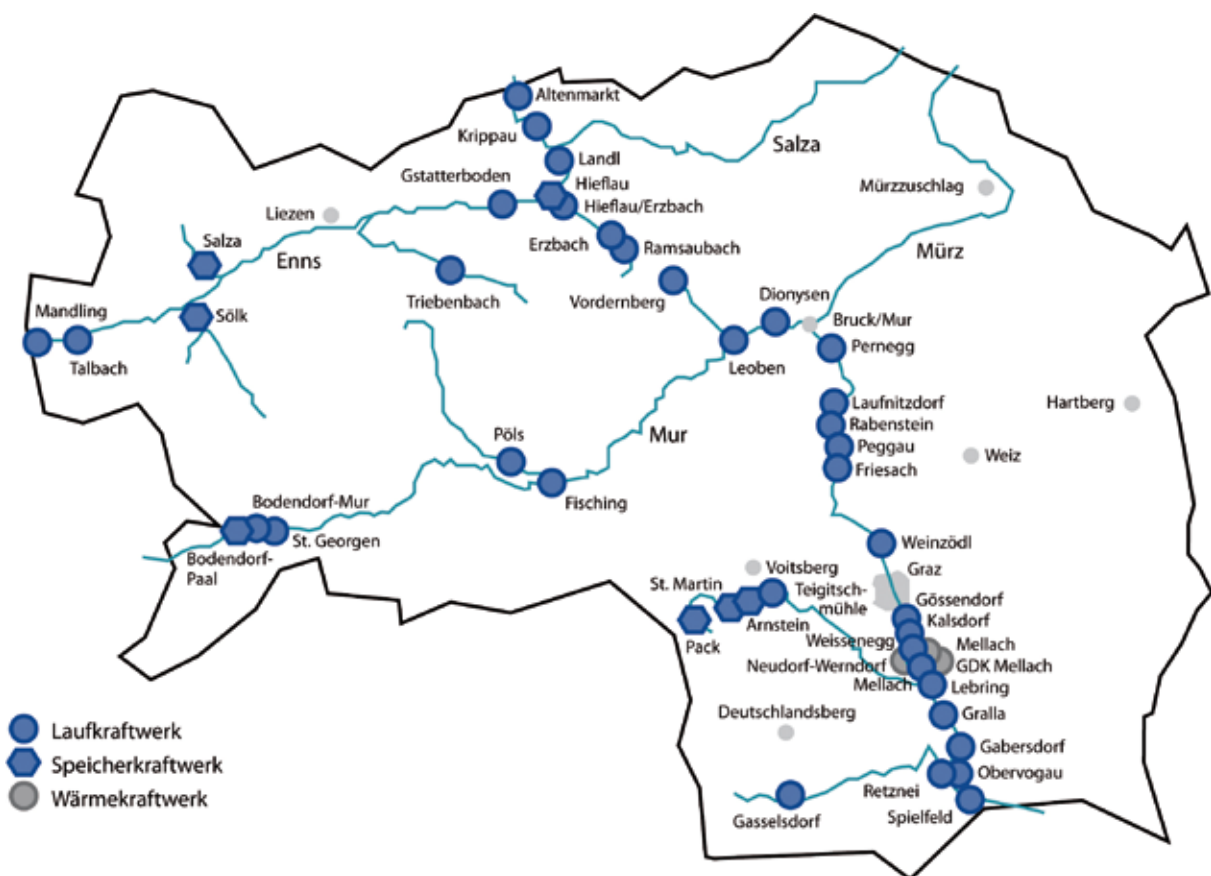 Altenmarkt
Krippau
Salza
Landl
Mürzzuschlag
Gstatterboden
Hieflau
Hieflau/Erzbach
Liezen
Salza
Erzbach
Ramsaubach
Mürz
Enns
Triebenbach
Vordernberg
Dionysen
Mandling
Sölk
Bruck/Mur
Pernegg
Talbach
Leoben
Laufnitzdorf
Hartberg
Rabenstein
Mur
Pöls
Peggau
Weiz
Friesach
Bodendorf-Mur
Fisching
St. Georgen
Weinzödl
Bodendorf-
Paal
Voitsberg
Graz
St. Martin
Teigitsch-
mühle
Gössendorf
Arnstein
Kalsdorf
Pack
Weissenegg
Mellach
Neudorf-Werndorf
GDK Mellach
Mellach
Lebring
Deutschlandsberg
Gralla
Laufkraftwerk
Gabersdorf
Speicherkraftwerk
Obervogau
Retznei
Wärmekraftwerk
Gasselsdorf
Spielfeld